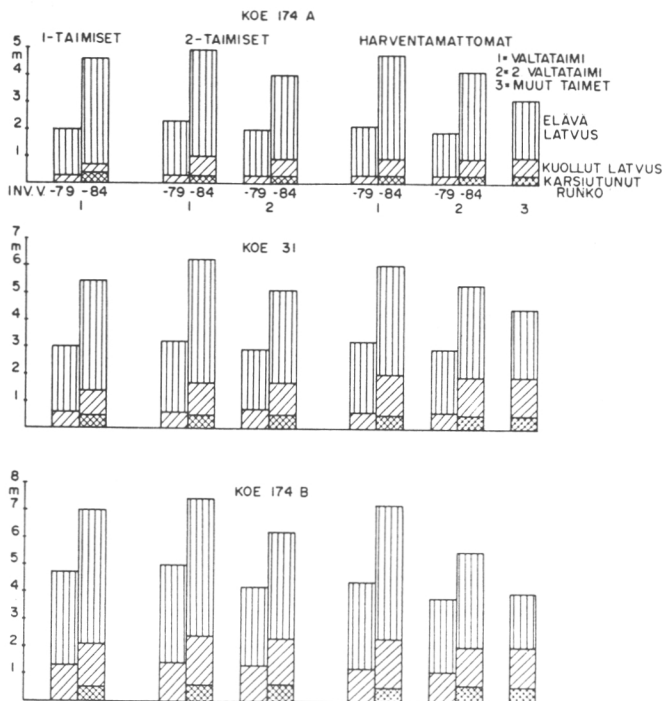 KOE 174 A
1-TAIMISET 2-TAIMISET HARVENTAMATTOMAT
1=VALTATAIMI
2=2 VALTATAIMI
3=MUUT TAIMET
5
m
4
3
2
1
ELÄVÄ
LATVUS
KUOLLUT LATVUS
KARSIUTUNUT
RUNKO
INV.V. -79 -84 -79 -84 -79 -84 -79 -84 -79 -84
1 1 2 1 2 3
KOE 31
7
m
6
5
4
3
2
1
KOE 174 B
8
m
7
6
5
4
3
2
1